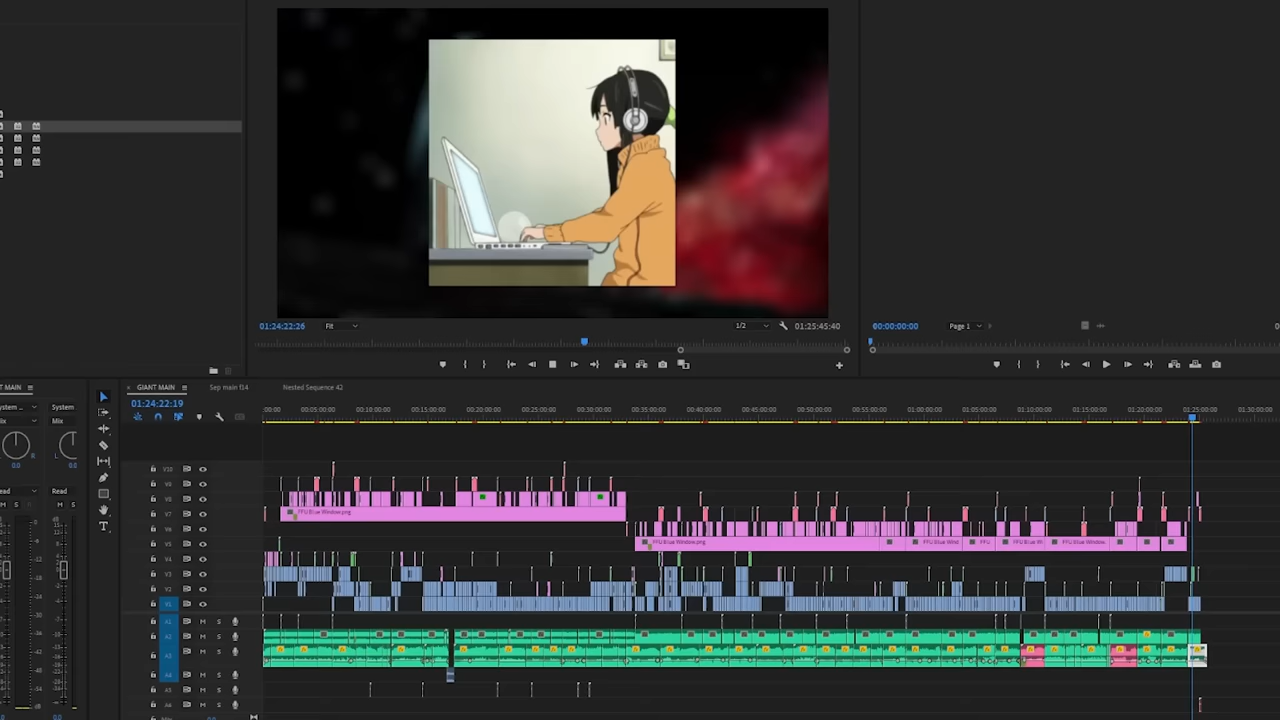 01:24:22:26
Fit
1/2
01:25:45:40
00:00:00:00
Page 1
GIANT MAIN
Sep main f14
Nested Sequence 42
System
Mix
0.0
R
L
0.0
Read
M S
01:24:22:19
:00:00
00:05:00:00
00:10:00:00
00:15:00:00
00:20:00:00
00:25:00:00
00:30:00:00
00:35:00:00
00:40:00:00
00:45:00:00
00:50:00:00
00:55:00:00
01:00:00:00
01:05:00:00
01:10:00:00
01:15:00:00
01:20:00:00
01:25:00:00
01:30:00:00
V10
V9
V8
V7
FFU Blue Window.png
V6
V5
FFU Blue Window.png
FFU Blue Wind
FFU
FFU Blue Wi
FFU Blue Window.
V4
V3
V2
V1
A1 M S
A2 M S
A3 M S
A4 M S
A5 M S
A6 M S